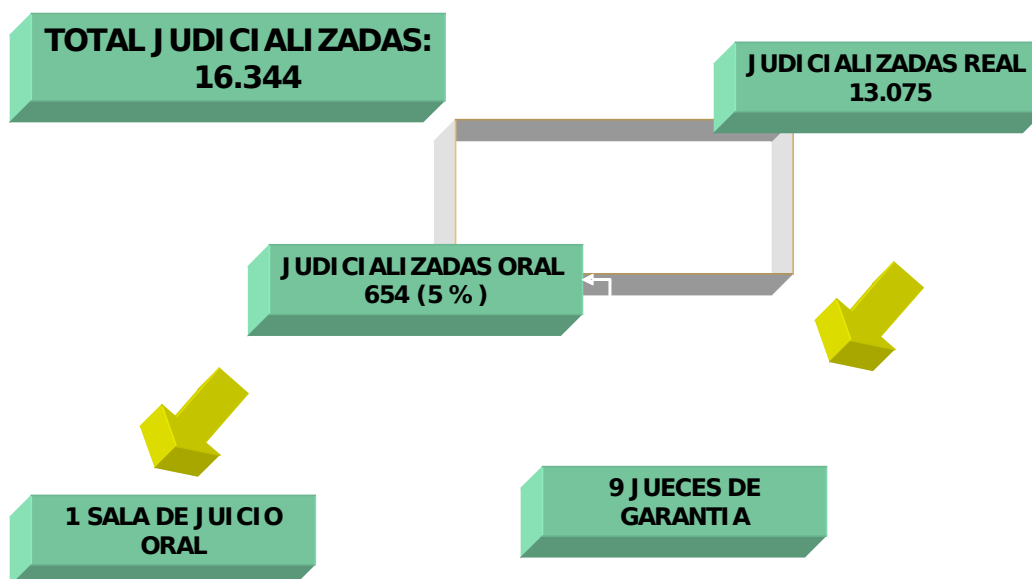 TOTAL JUDICIALIZADAS:
16.344
JUDICIALIZADAS REAL
13.075
JUDICIALIZADAS ORAL
654 (5%)
1 SALA DE JUICIO
ORAL
9 JUECES DE
GARANTIA